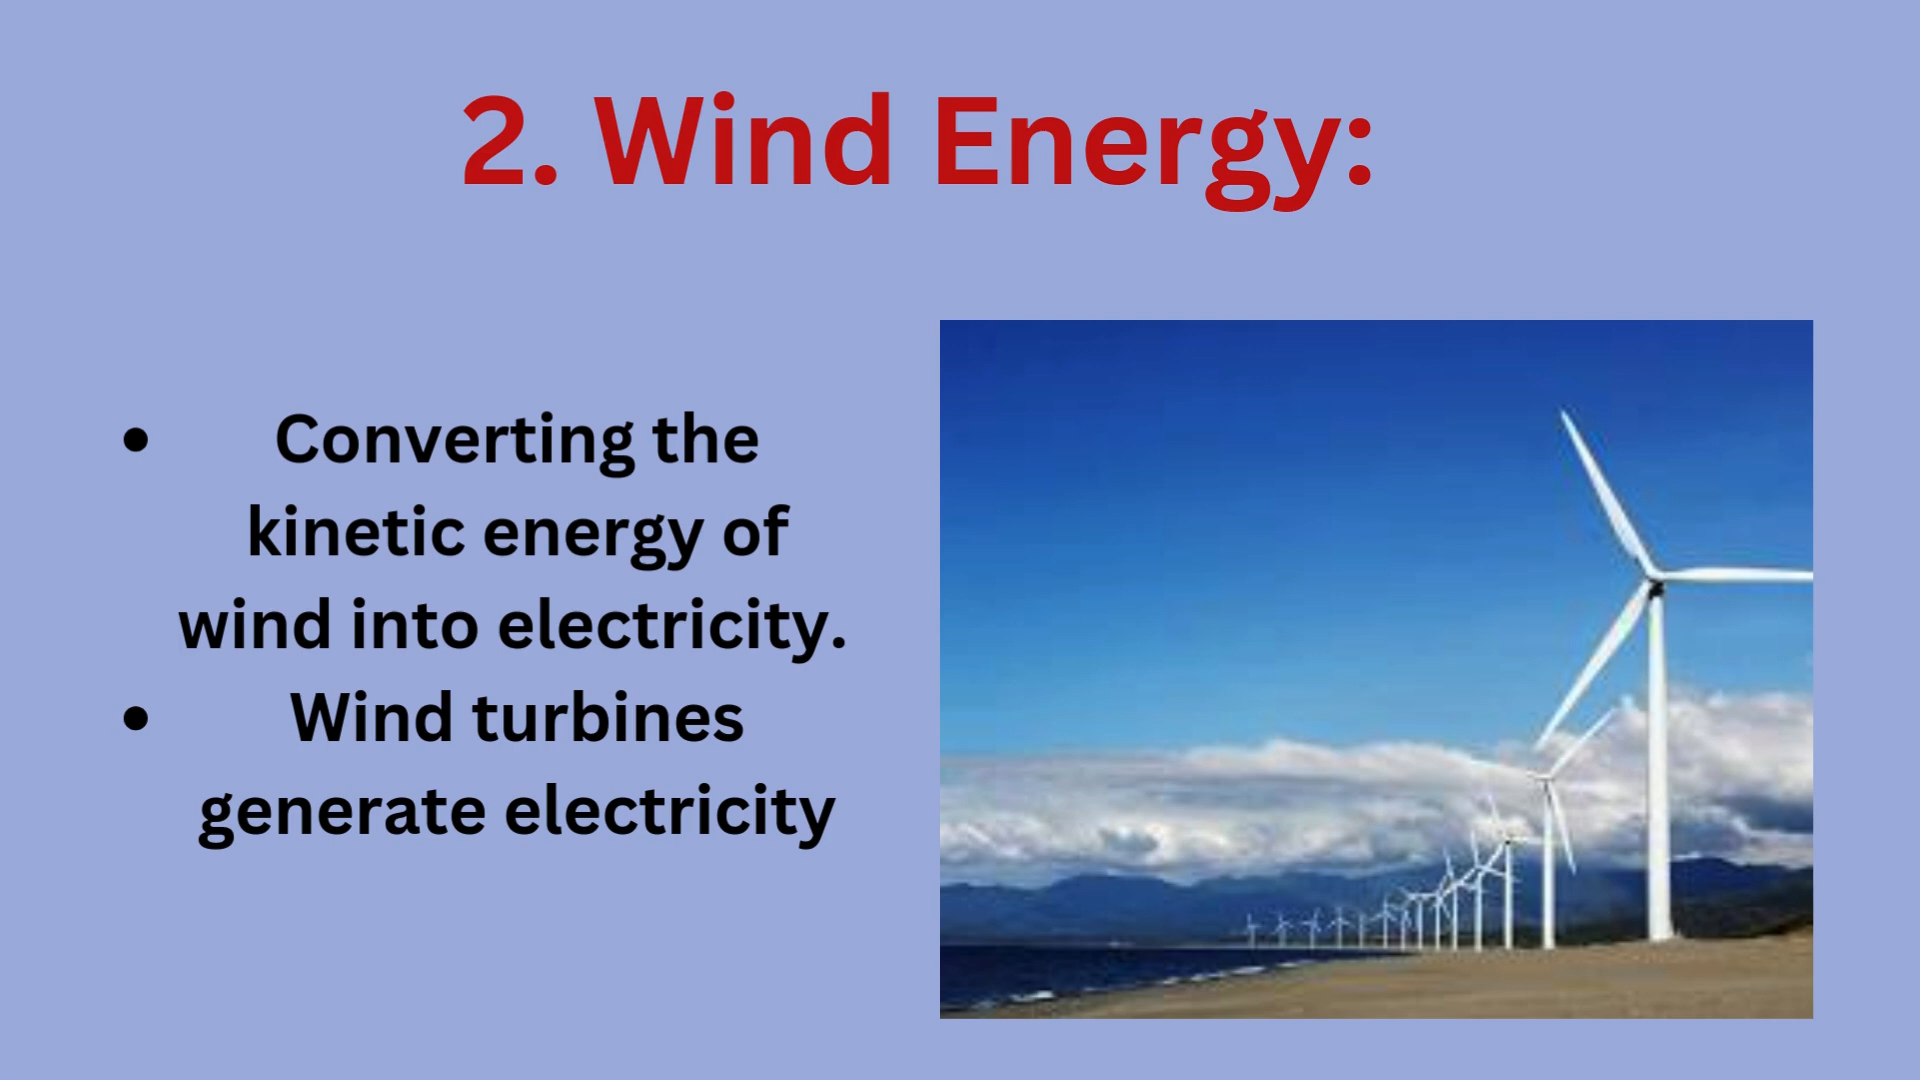 2. Wind Energy:
• Converting the
kinetic energy of
wind into electricity.
• Wind turbines
generate electricity